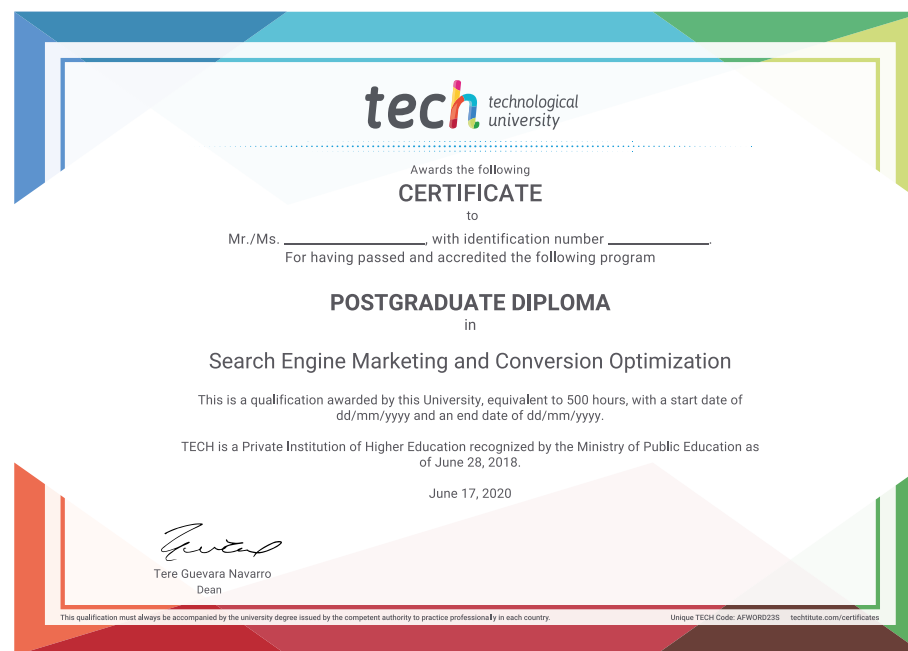 tech technological
university
Awards the following
CERTIFICATE
to
Mr./Ms. ____________________, with identification number ______________.
For having passed and accredited the following program
POSTGRADUATE DIPLOMA
in
Search Engine Marketing and Conversion Optimization
This is a qualification awarded by this University, equivalent to 500 hours, with a start date of
dd/mm/yyyy and an end date of dd/mm/yyyy.
TECH is a Private Institution of Higher Education recognized by the Ministry of Public Education as
of June 28, 2018.
June 17, 2020
Tere Guevara Navarro
Dean
This qualification must always be accompanied by the university degree issued by the competent authority to practice professionally in each country. Unique TECH Code: AFWORD23S techtitute.com/certificates